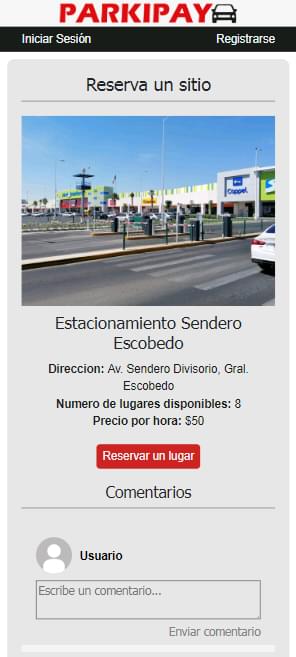 PARKIPAY
Iniciar Sesión Registrarse
Reserva un sitio
Coppel
Estacionamiento Sendero
Escobedo
Direccion: Av. Sendero Divisorio, Gral.
Escobedo
Numero de lugares disponibles: 8
Precio por hora: $50
Reservar un lugar
Comentarios
Usuario
Escribe un comentario...
Enviar comentario